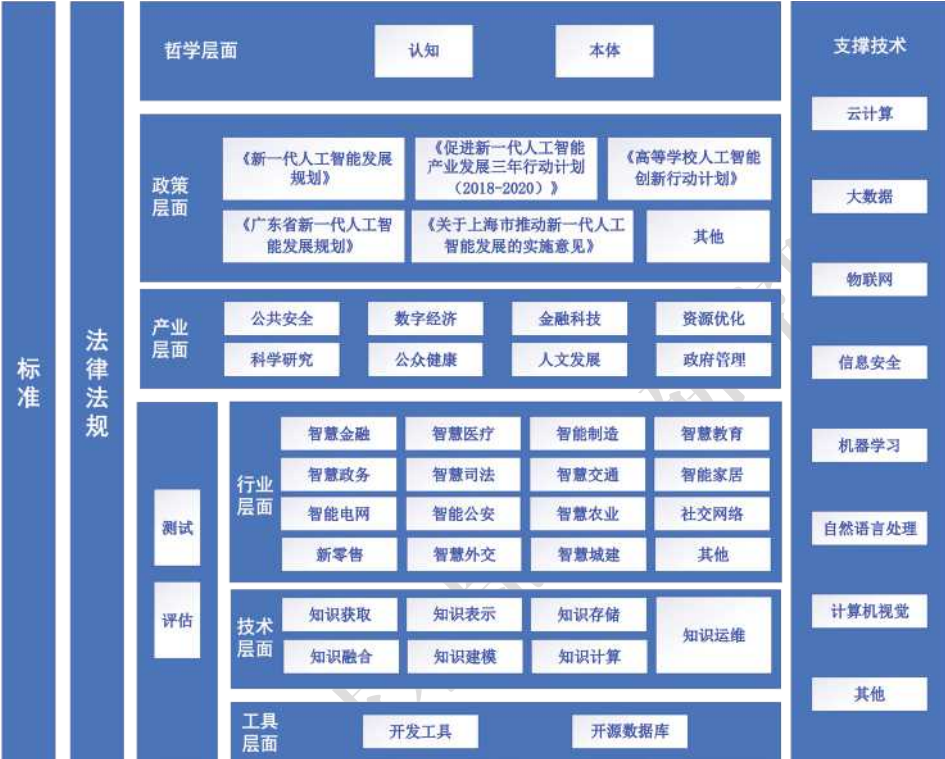 标准
法律法规
哲学层面
认知
本体
政策
层面
《新一代人工智能发展
规划》
《促进新一代人工智能
产业发展三年行动计划
(2018-2020)》
《高等学校人工智能
创新行动计划》
《广东省新一代人工智
能发展规划》
《关于上海市推动新一代人工
智能发展的实施意见》
其他
产业
层面
公共安全
数字经济
金融科技
资源优化
科学研究
公众健康
人文发展
政府管理
测试
评估
行业
层面
智慧金融
智慧医疗
智能制造
智慧教育
智慧政务
智慧司法
智慧交通
智能家居
智能电网
智能公安
智慧农业
社交网络
新零售
智慧外交
智慧城建
其他
技术
层面
知识获取
知识表示
知识存储
知识运维
知识融合
知识建模
知识计算
工具
层面
开发工具
开源数据库
支撑技术
云计算
大数据
物联网
信息安全
机器学习
自然语言处理
计算机视觉
其他